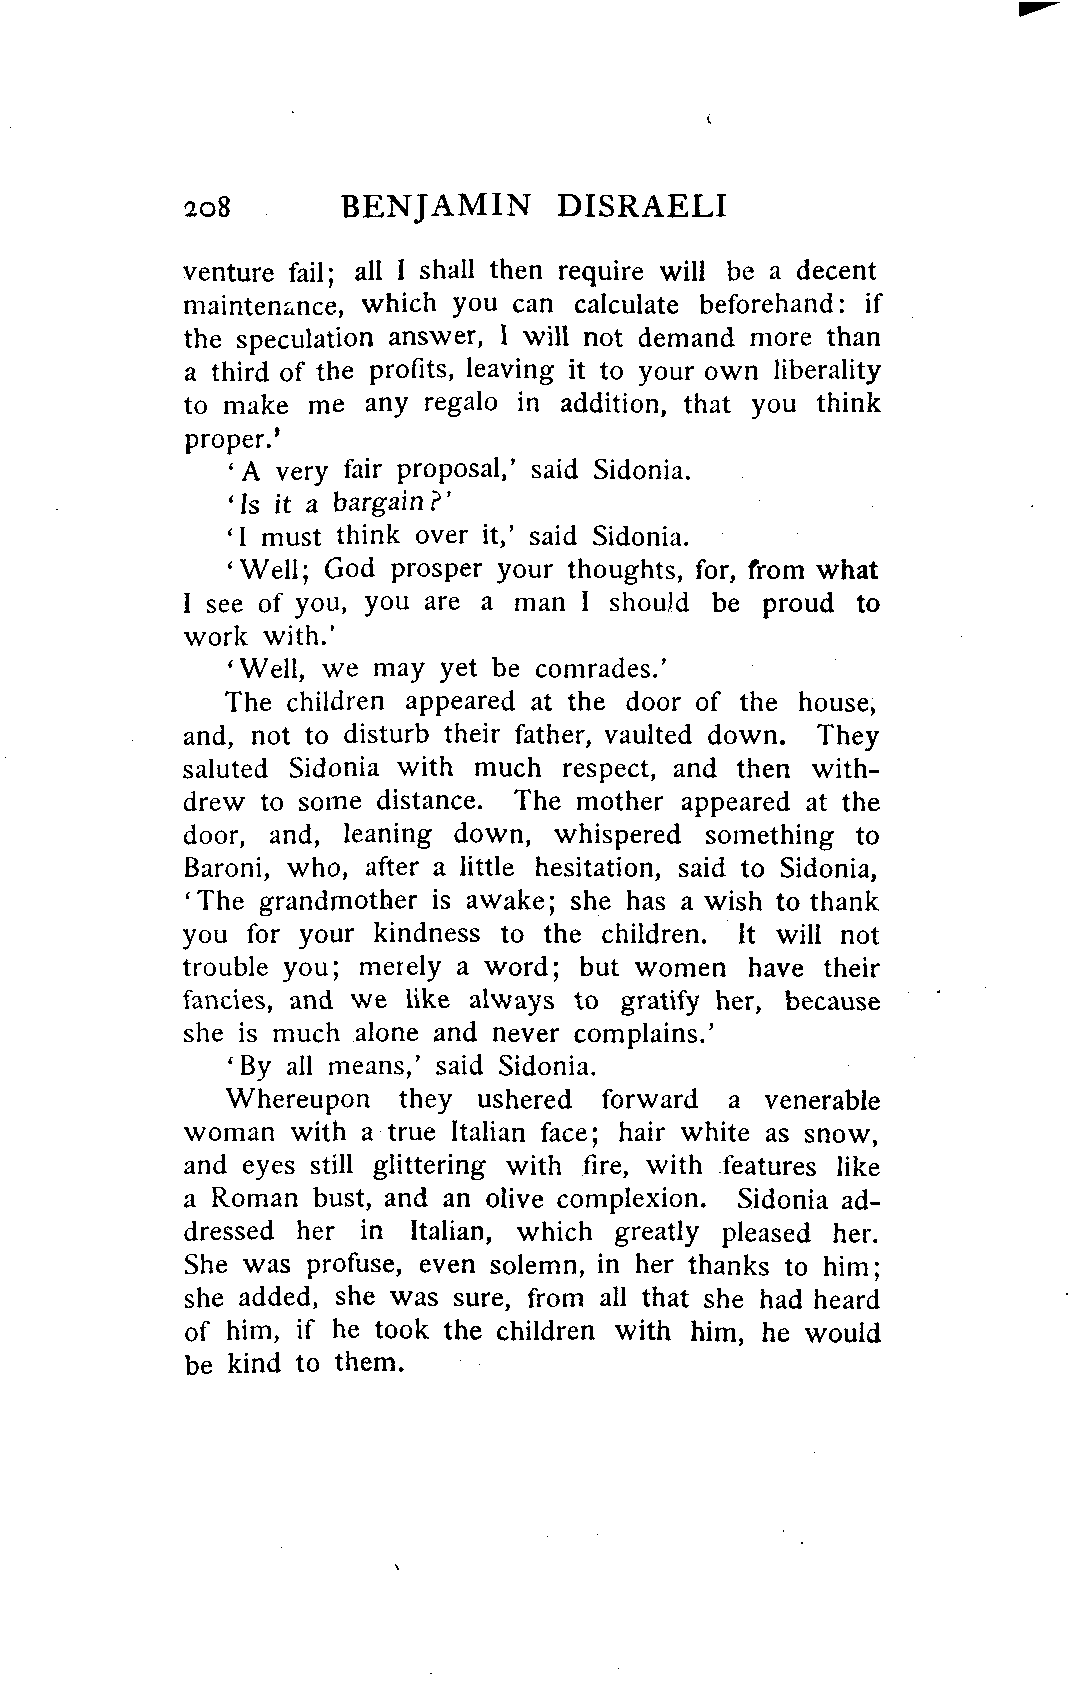 208 BENJAMIN DISRAELI
venture fail; all I shall then require will be a decent
maintenance, which you can calculate beforehand: if
the speculation answer, I will not demand more than
a third of the profits, leaving it to your own liberality
to make me any regalo in addition, that you think
proper.'
'A very fair proposal,' said Sidonia.
'Is it a bargain?'
'I must think over it,' said Sidonia.
'Well; God prosper your thoughts, for, from what
I see of you, you are a man I should be proud to
work with.'
'Well, we may yet be comrades.'
The children appeared at the door of the house,
and, not to disturb their father, vaulted down. They
saluted Sidonia with much respect, and then with-
drew to some distance. The mother appeared at the
door, and, leaning down, whispered something to
Baroni, who, after a little hesitation, said to Sidonia,
'The grandmother is awake; she has a wish to thank
you for your kindness to the children. It will not
trouble you; merely a word; but women have their
fancies, and we like always to gratify her, because
she is much alone and never complains.'
'By all means,' said Sidonia.
Whereupon they ushered forward a venerable
woman with a true Italian face; hair white as snow,
and eyes still glittering with fire, with features like
a Roman bust, and an olive complexion. Sidonia ad-
dressed her in Italian, which greatly pleased her.
She was profuse, even solemn, in her thanks to him;
she added, she was sure, from all that she had heard
of him, if he took the children with him, he would
be kind to them.